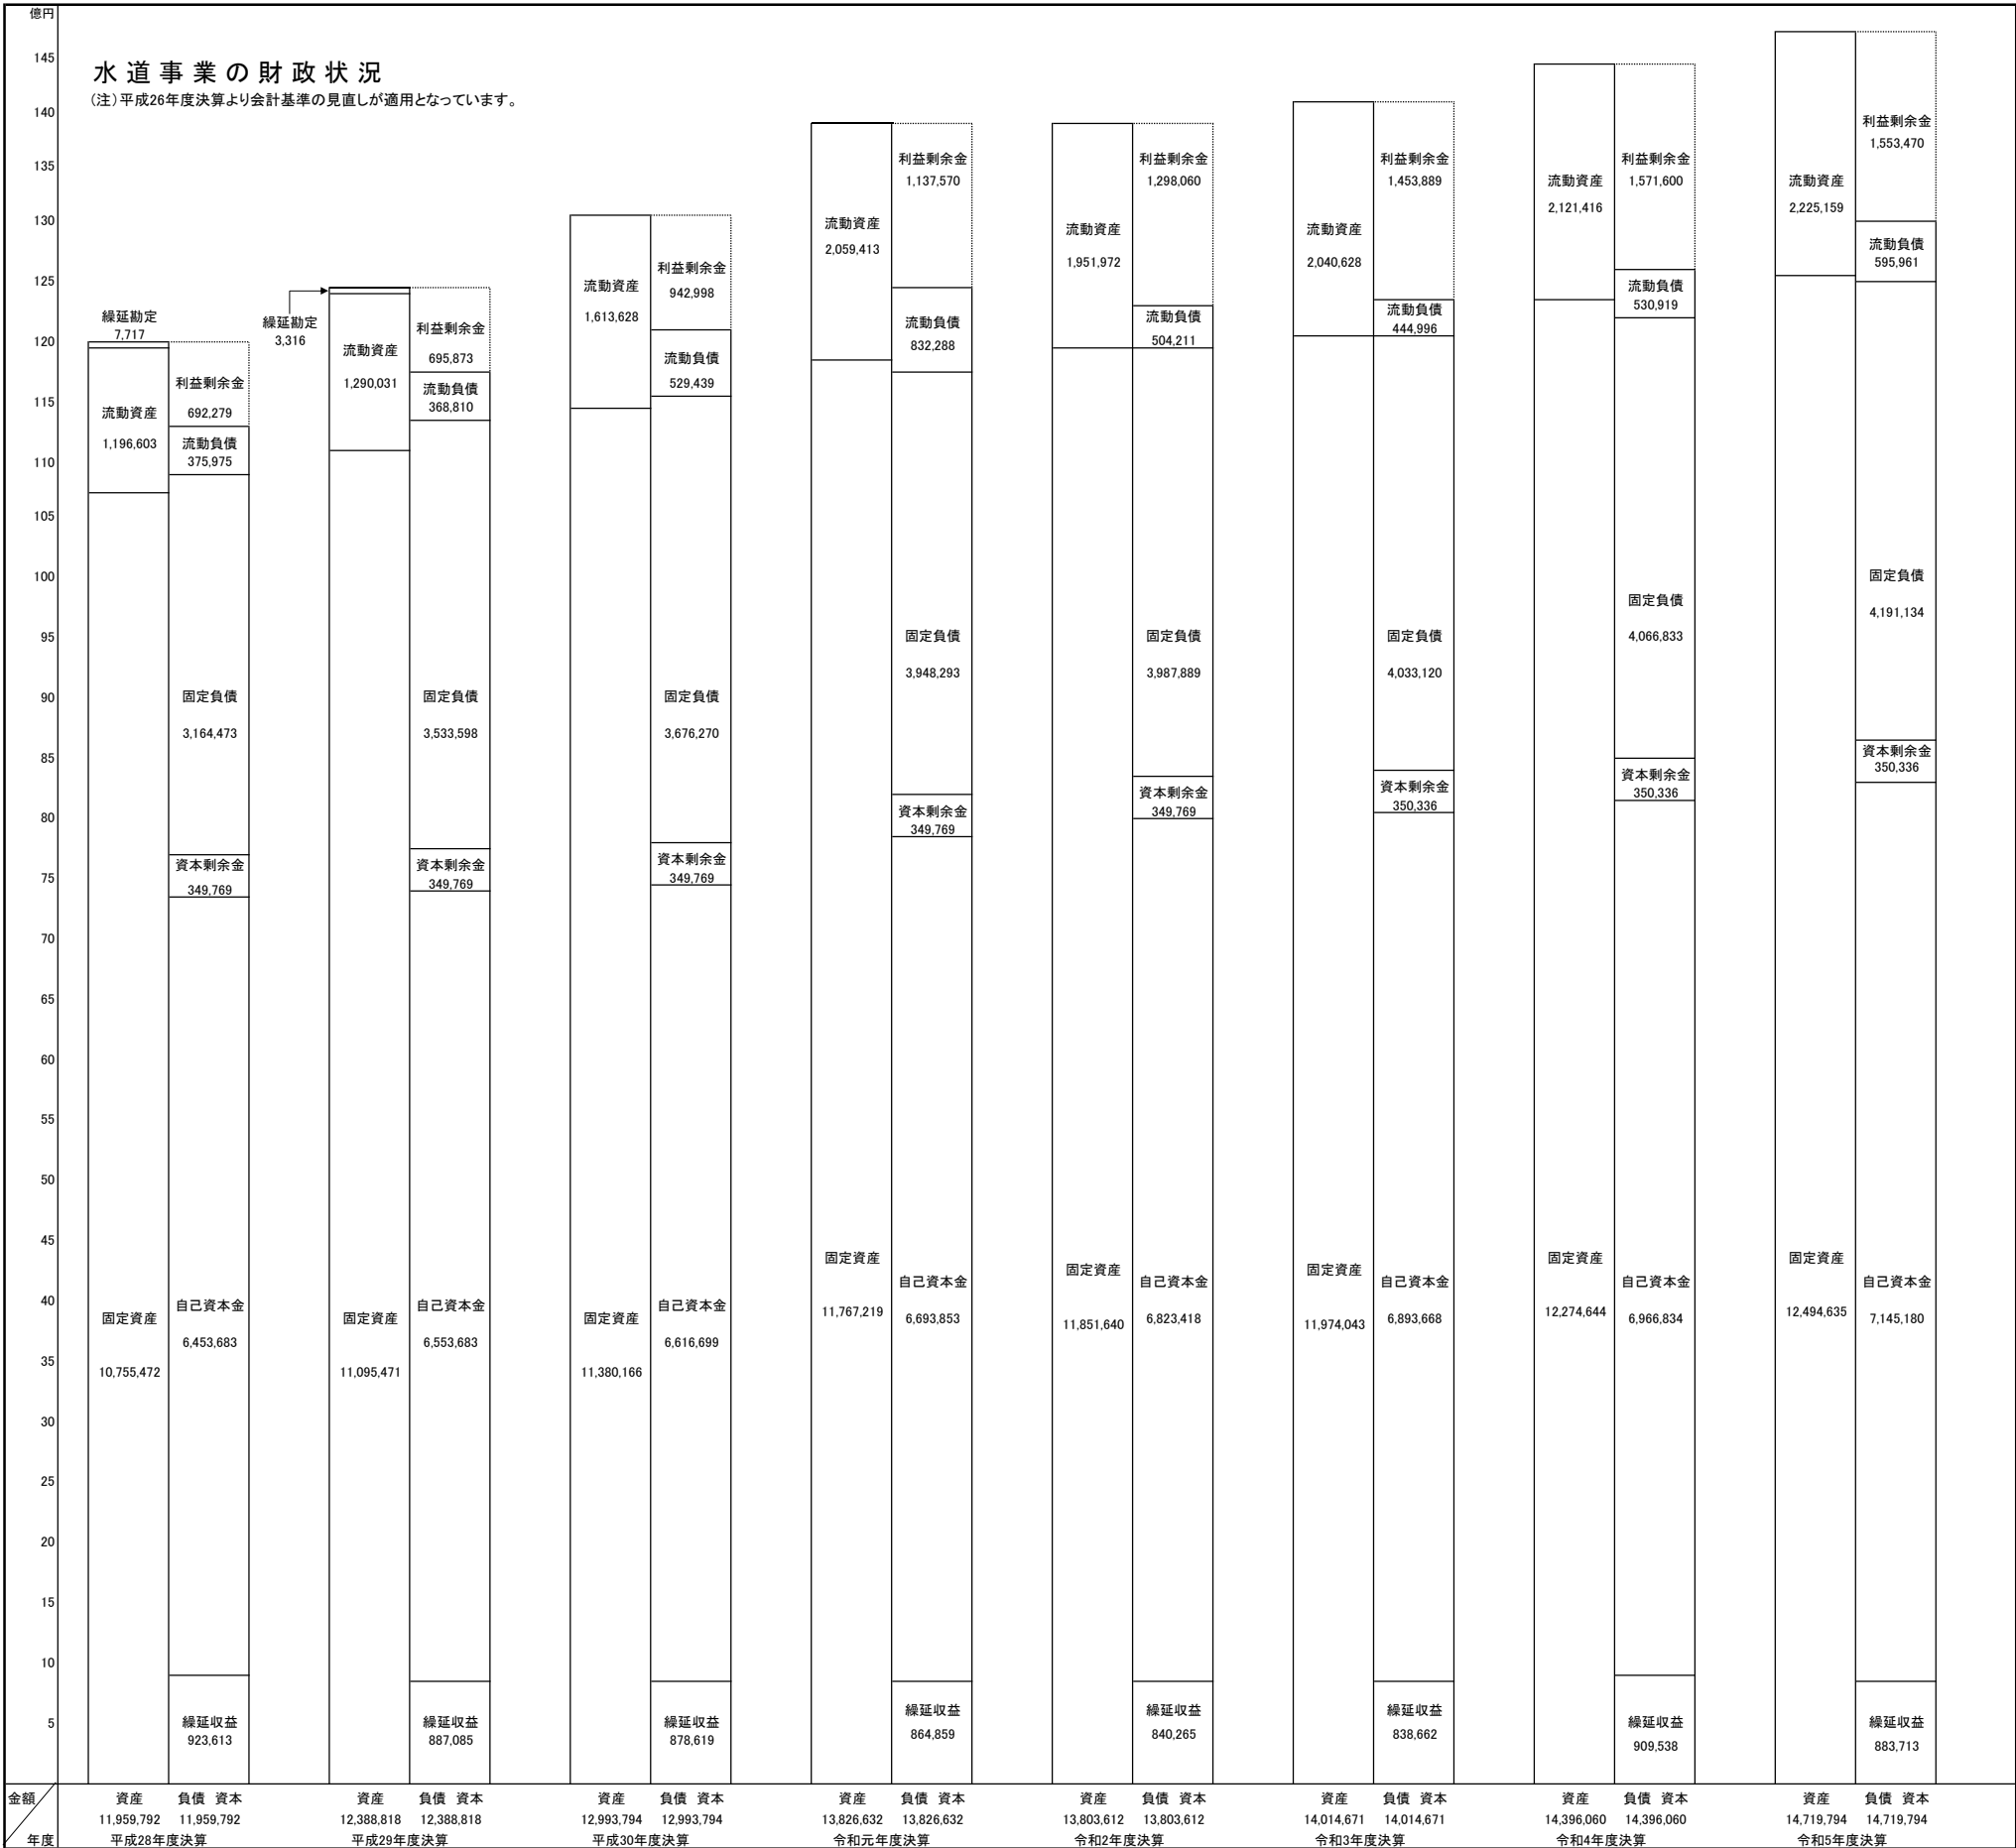 億円
水道事業の財政状況
(注)平成26年度決算より会計基準の見直しが適用となっています。
145
140
135
130
125
120
115
110
105
100
95
90
85
80
75
70
65
60
55
50
45
40
35
30
25
20
15
10
5
繰延勘定
7,717
流動資産
1,196,603
固定資産
10,755,472
利益剰余金
692,279
流動負債
375,975
固定負債
3,164,473
資本剰余金
349,769
自己資本金
6,453,683
繰延収益
923,613
繰延勘定
3,316
流動資産
1,290,031
固定資産
11,095,471
利益剰余金
695,873
流動負債
368,810
固定負債
3,533,598
資本剰余金
349,769
自己資本金
6,553,683
繰延収益
887,085
流動資産
1,613,628
固定資産
11,380,166
利益剰余金
942,998
流動負債
529,439
固定負債
3,676,270
資本剰余金
349,769
自己資本金
6,616,699
繰延収益
878,619
流動資産
2,059,413
固定資産
11,767,219
利益剰余金
1,137,570
流動負債
832,288
固定負債
3,948,293
資本剰余金
349,769
自己資本金
6,693,853
繰延収益
864,859
流動資産
1,951,972
固定資産
11,851,640
利益剰余金
1,298,060
流動負債
504,211
固定負債
3,987,889
資本剰余金
349,769
自己資本金
6,823,418
繰延収益
840,265
流動資産
2,040,628
固定資産
11,974,043
利益剰余金
1,453,889
流動負債
444,996
固定負債
4,033,120
資本剰余金
350,336
自己資本金
6,893,668
繰延収益
838,662
流動資産
2,121,416
固定資産
12,274,644
利益剰余金
1,571,600
流動負債
530,919
固定負債
4,066,833
資本剰余金
350,336
自己資本金
6,966,834
繰延収益
909,538
流動資産
2,225,159
固定資産
12,494,635
利益剰余金
1,553,470
流動負債
595,961
固定負債
4,191,134
資本剰余金
350,336
自己資本金
7,145,180
繰延収益
883,713
金額 資産 負債 資本 資産 負債 資本 資産 負債 資本 資産 負債 資本 資産 負債 資本 資産 負債 資本 資産 負債 資本 資産 負債 資本
11,959,792 11,959,792 12,388,818 12,388,818 12,993,794 12,993,794 13,826,632 13,826,632 13,803,612 13,803,612 14,014,671 14,014,671 14,396,060 14,396,060 14,719,794 14,719,794
年度 平成28年度決算 平成29年度決算 平成30年度決算 令和元年度決算 令和2年度決算 令和3年度決算 令和4年度決算 令和5年度決算